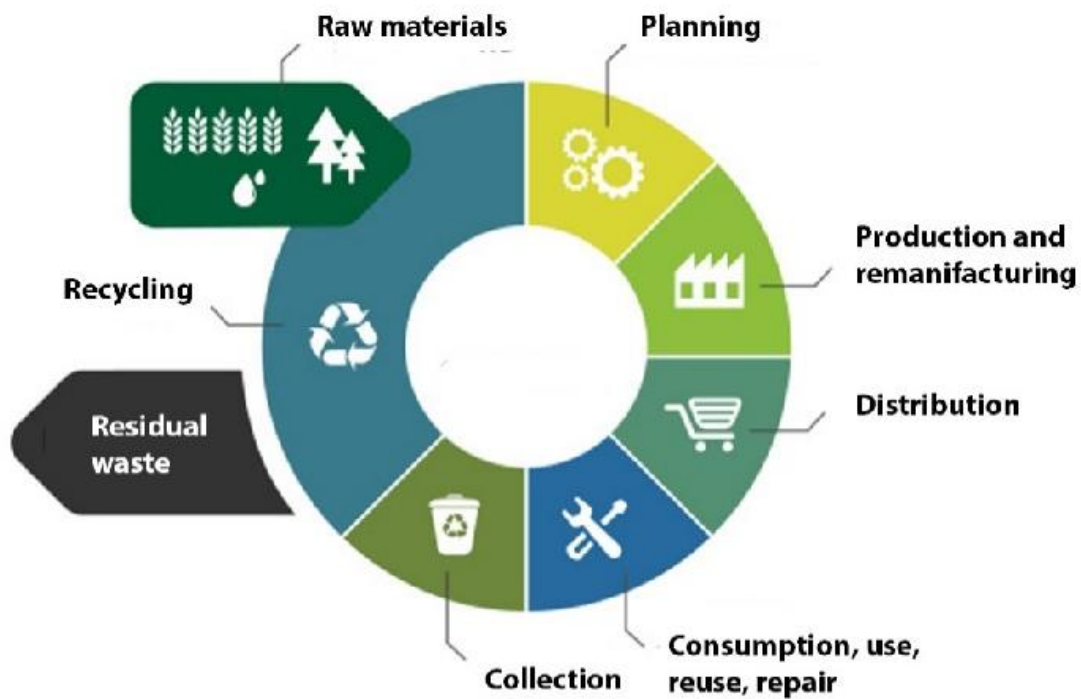 Raw materials
Planning
Production and
remanifacturing
Recycling
Distribution
Residual
waste
Consumption, use,
reuse, repair
Collection